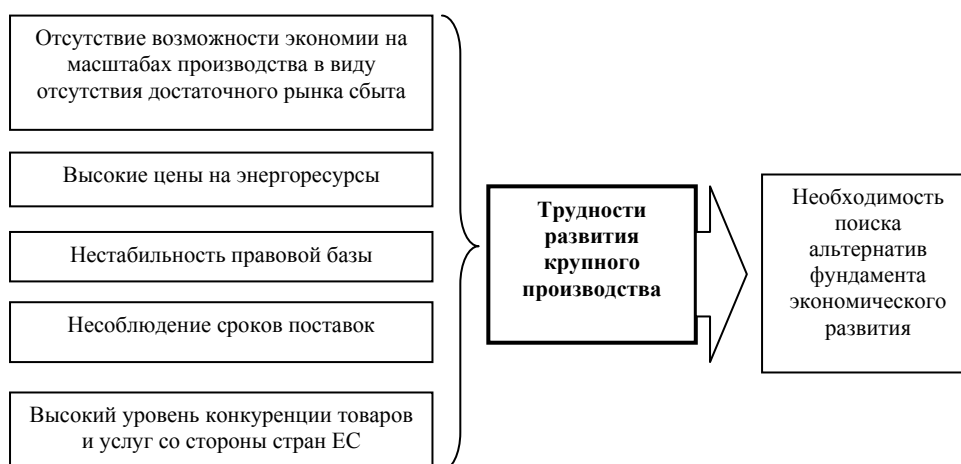 Отсутствие возможности экономии на
масштабах производства в виду
отсутствия достаточного рынка сбыта
Высокие цены на энергоресурсы
Нестабильность правовой базы
Несоблюдение сроков поставок
Высокий уровень конкуренции товаров
и услуг со стороны стран ЕС
Трудности
развития
крупного
производства
Необходимость
поиска
альтернатив
фундамента
экономического
развития